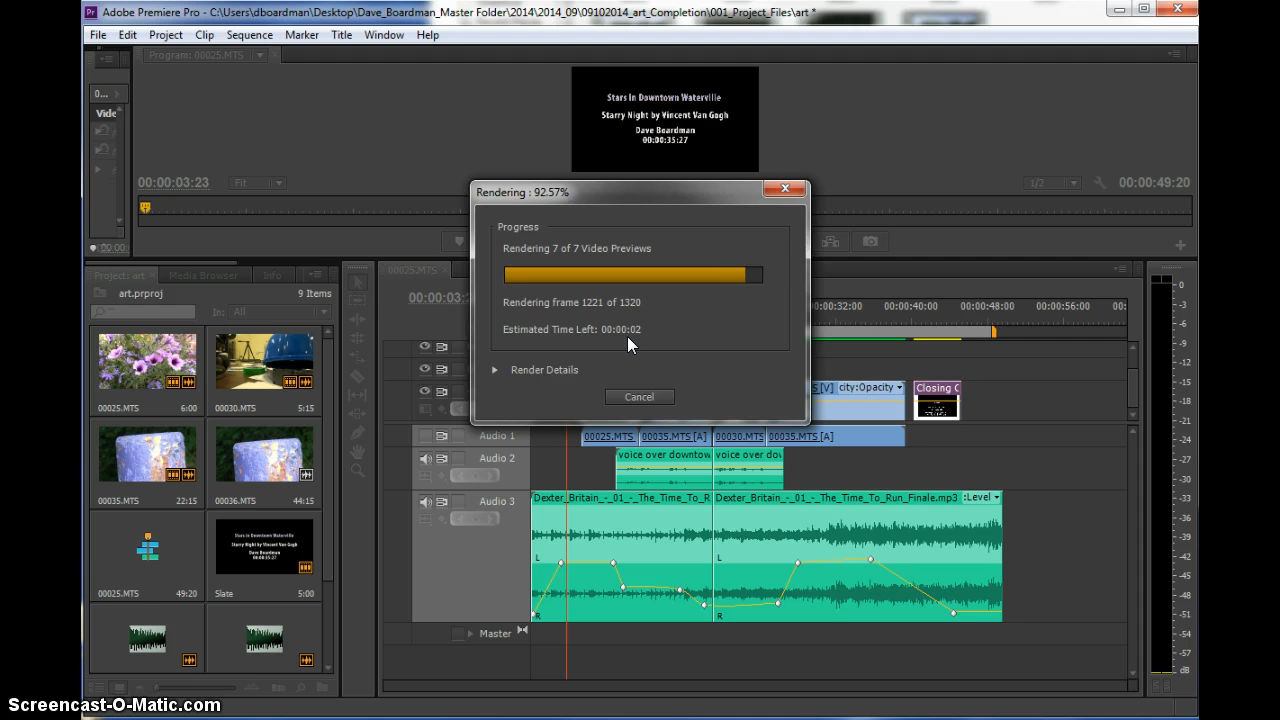 Adobe Premiere Pro - C:\Users\dboardman\Desktop\Dave_Boardman_Master Folder\2014\2014_09\09102014_art_Completion\001_Project_Files\art *
File Edit Project Clip Sequence Marker Title Window Help
Program: 00025.MTS
0...
Vide
Stars In Downtown Waterville
Starry Night by Vincent Van Gogh
Dave Boardman
00:00:35:27
00:00:03:23 Fit 1/2 00:00:49:20
00:00:
Rendering : 92.57%
Progress
Rendering 7 of 7 Video Previews
Rendering frame 1221 of 1320
Estimated Time Left: 00:00:02
Render Details
Cancel
Project: art Media Browser Info
art.prproj 9 Items
In: All
00025.MTS 6:00
00030.MTS 5:15
00035.MTS 22:15
00036.MTS 44:15
00025.MTS 49:20
Stars In Downtown Waterville
Starry Night by Vincent Van Gogh
Dave Boardman
00:00:35:27
Slate 5:00
00025.MTS
00:00:03:2
00:00:32:00 00:00:40:00 00:00:48:00 00:00:56:00 00:
S [V] city:Opacity Closing C
Audio 1 00025.MTS 00035.MTS [A] 00030.MTS 00035.MTS [A]
Audio 2 voice over downtow voice over dov
Audio 3 Dexter_Britain_-_01_-_The_Time_To_R Dexter_Britain_-_01_-_The_Time_To_Run_Finale.mp3 :Level
L L
R R
Master
0
-3
-6
-9
-12
-15
-18
-21
-24
-27
-30
-33
-36
-39
-42
-45
-48
-51
-54
-57
dB
S S
Screencast-O-Matic.com